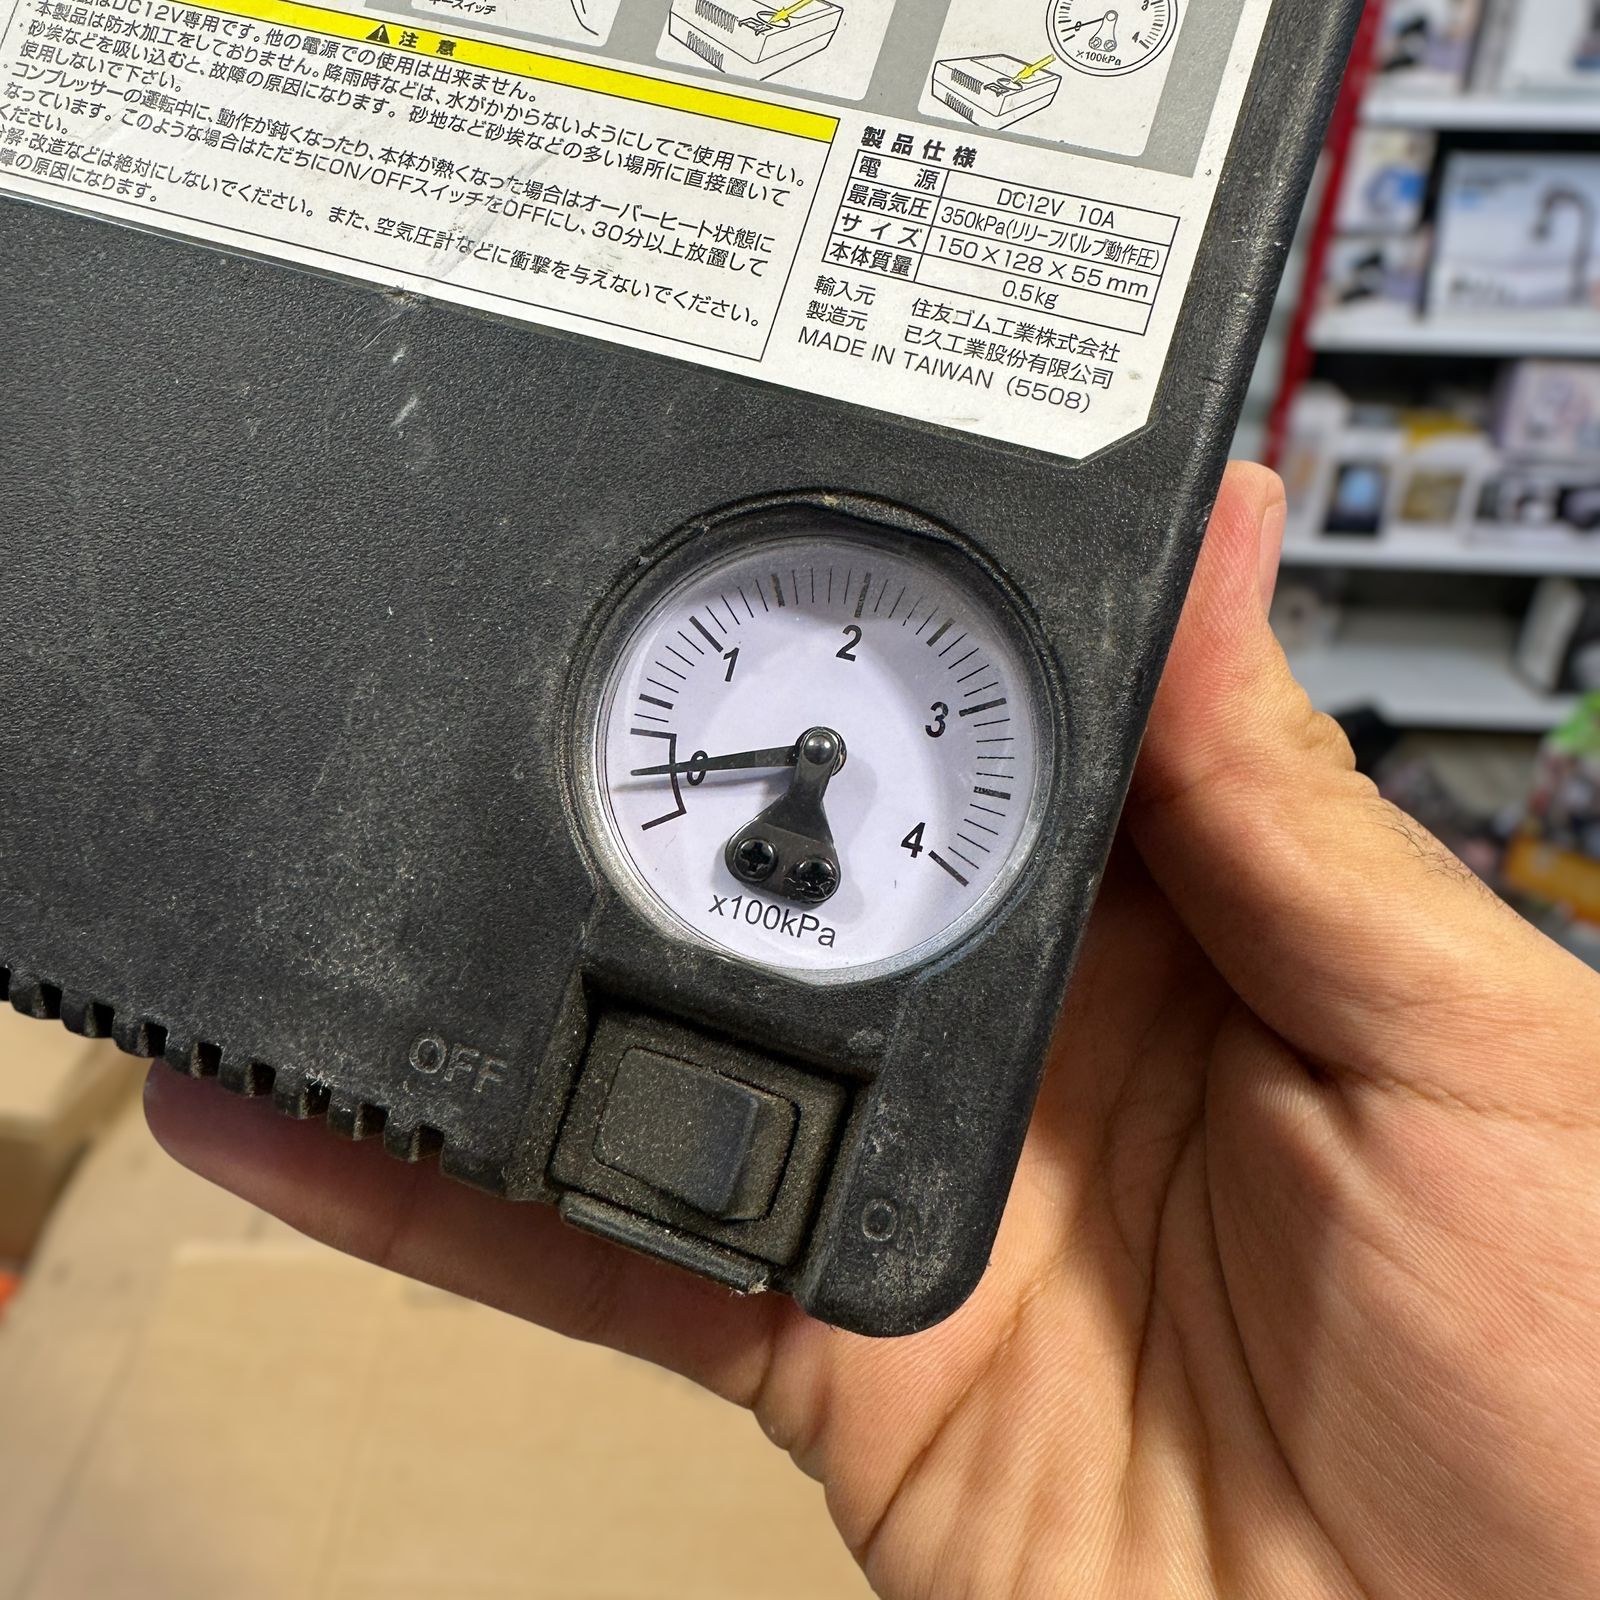 キースイッチ
3
4
×100kPa
はDC12V専用です。他の電源での使用は出来ません。
・本製品は防水加工をしておりません。降雨時などは、水がかからないようにしてご使用下さい。
・砂埃などを吸い込むと、故障の原因になります。砂地など砂埃などの多い場所に直接置いて
使用しないで下さい。
注意
・コンプレッサーの運転中に、動作が鈍くなったり、本体が熱くなった場合はオーバーヒート状態に
なっています。このような場合はただちにON/OFFスイッチをOFFにし、30分以上放置して
ください。
解・改造などは絶対にしないでください。また、空気圧計などに衝撃を与えないでください。
障の原因になります。
製品仕様
電源 DC12V 10A
最高気圧 350kPa(リリーフバルブ動作圧)
サイズ 150×128×55mm
本体質量 0.5kg
輸入元 住友ゴム工業株式会社
製造元 已久工業股份有限公司
MADE IN TAIWAN (5508)
0
1
2
3
4
x100kPa
OFF
ON